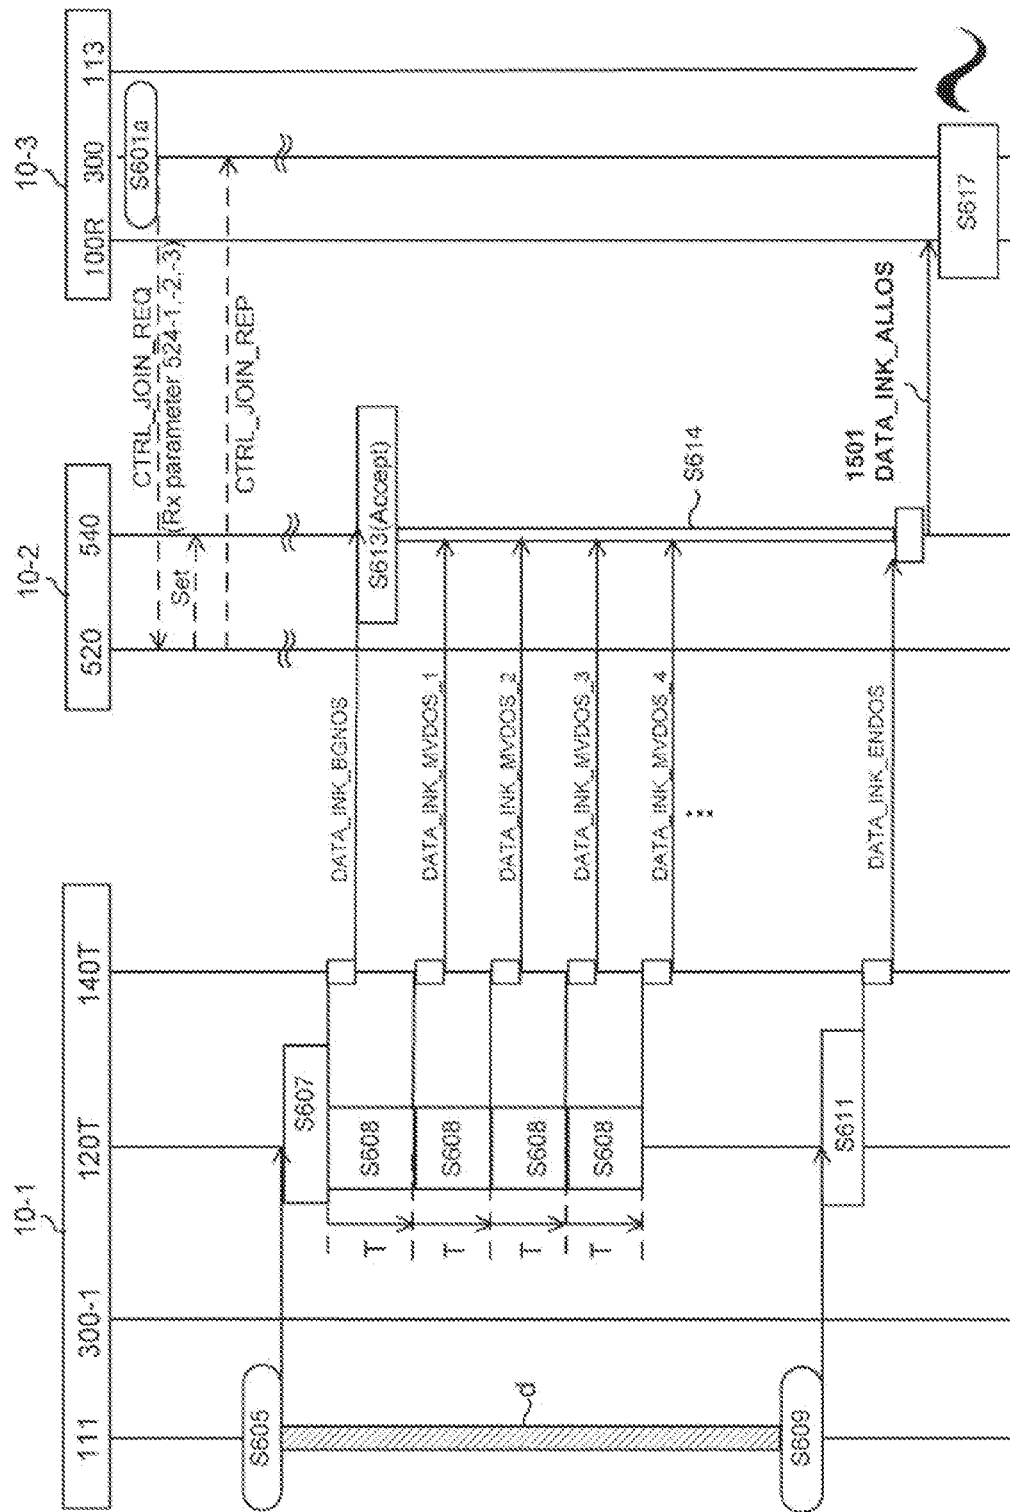 10-1
10-2
10-3
111 300-1 120T 140T
520 540
100R 300 113
S601a
CTRL_JOIN_REQ
(Rx parameter 524-1,-2,-3)
Set
CTRL_JOIN_REP
S605
S607
DATA_INK_BGNOS
S613(Accept)
T
S608
DATA_INK_MVDOS_1
T
S608
DATA_INK_MVDOS_2
T
S608
DATA_INK_MVDOS_3
T
S608
DATA_INK_MVDOS_4
d
S614
...
S609
S611
DATA_INK_ENDOS
1501
DATA_INK_ALLOS
S617